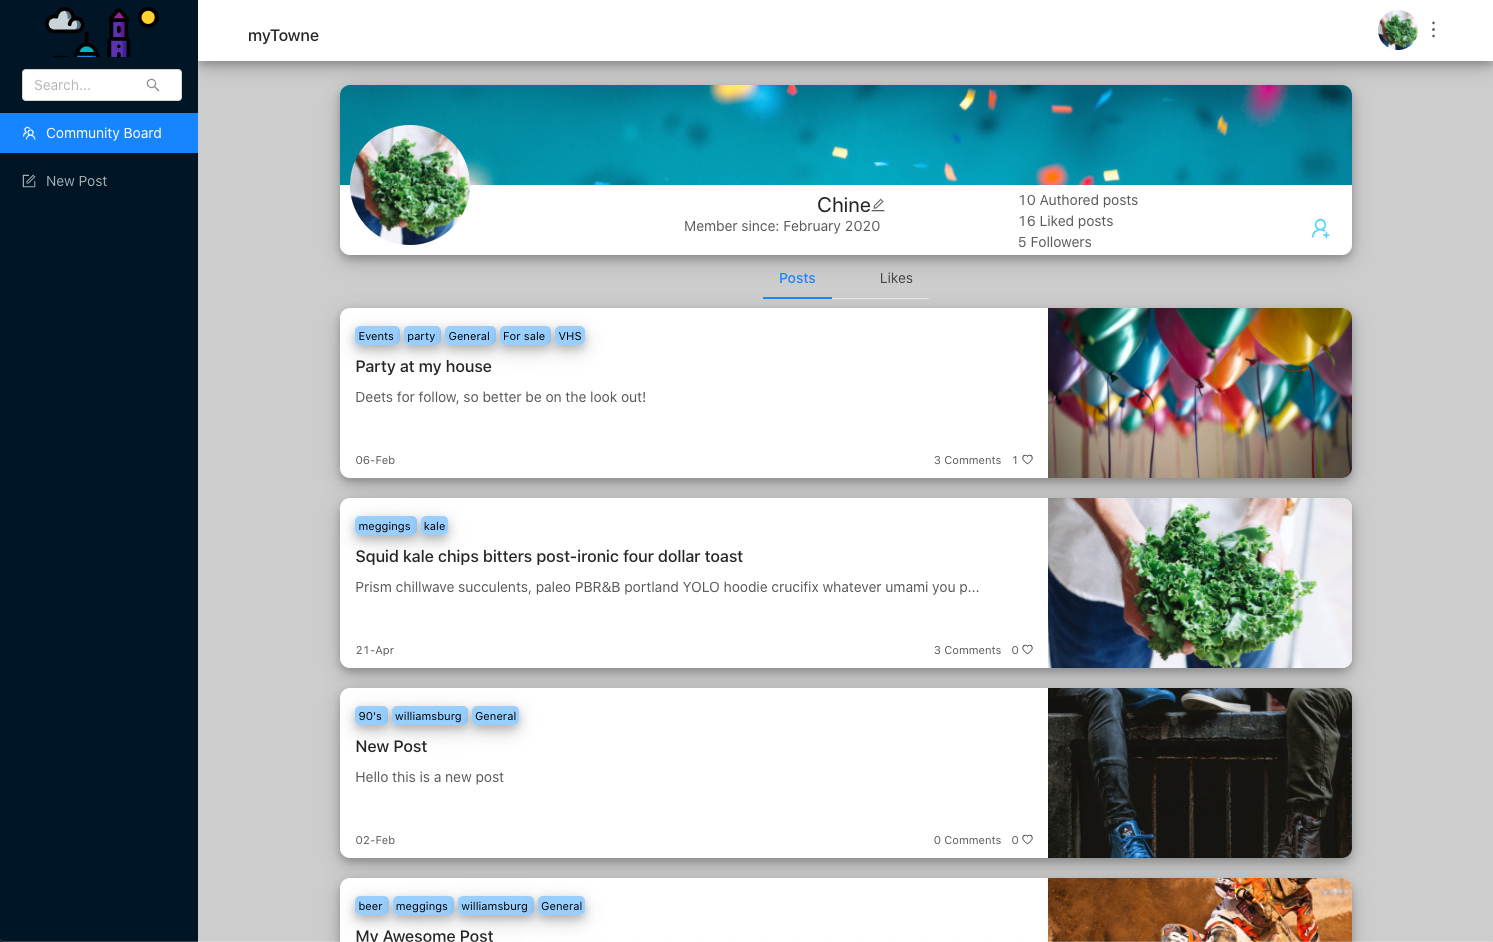 myTowne
Search...
Community Board
New Post
Chine
Member since: February 2020
10 Authored posts
16 Liked posts
5 Followers
Posts Likes
Events party General For sale VHS
Party at my house
Deets for follow, so better be on the look out!
06-Feb 3 Comments 1
meggings kale
Squid kale chips bitters post-ironic four dollar toast
Prism chillwave succulents, paleo PBR&B portland YOLO hoodie crucifix whatever umami you p...
21-Apr 3 Comments 0
90's williamsburg General
New Post
Hello this is a new post
02-Feb 0 Comments 0
beer meggings williamsburg General
My Awesome Post